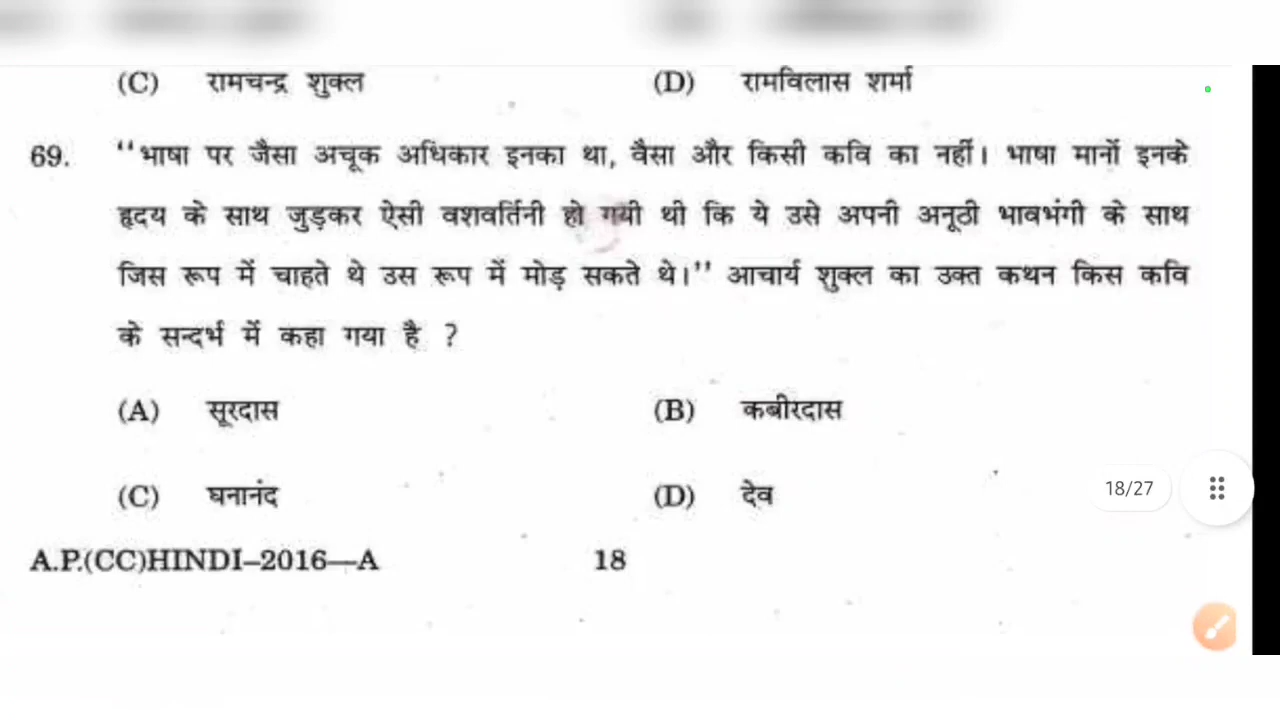 (C) रामचन्द्र शुक्ल (D) रामविलास शर्मा
69. ‘‘भाषा पर जैसा अचूक अधिकार इनका था, वैसा और किसी कवि का नहीं। भाषा मानों इनके
हृदय के साथ जुड़कर ऐसी वशवर्तिनी हो गयी थी कि ये उसे अपनी अनूठी भावभंगी के साथ
जिस रूप में चाहते थे उस रूप में मोड़ सकते थे।’’ आचार्य शुक्ल का उक्त कथन किस कवि
के सन्दर्भ में कहा गया है ?
(A) सूरदास (B) कबीरदास
(C) घनानंद (D) देव
18/27
A.P.(CC)HINDI–2016—A 18